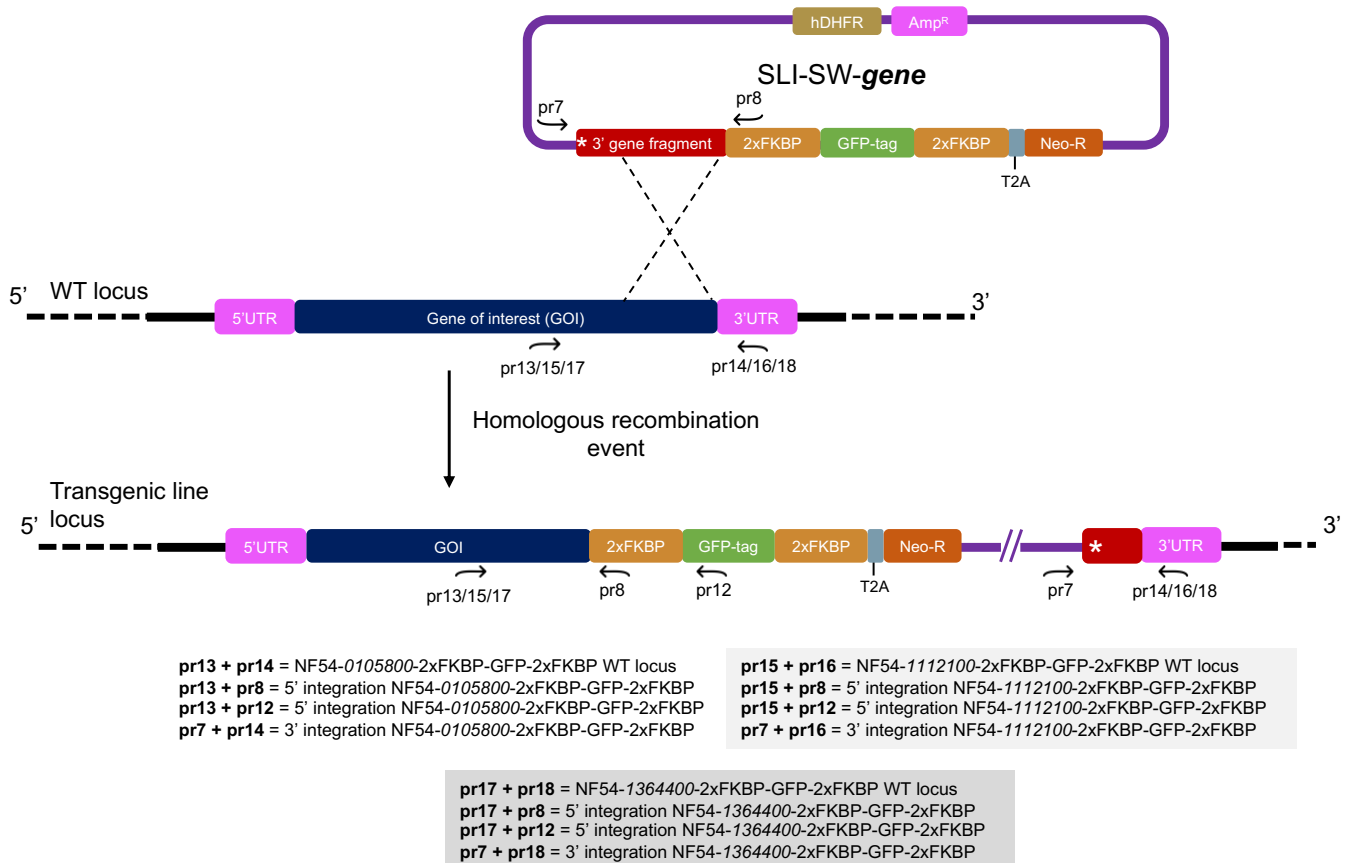 hDHFR
Amp^R
SLI-SW-gene
pr7
pr8
* 3’ gene fragment
2xFKBP
GFP-tag
2xFKBP
Neo-R
T2A
5’
WT locus
3’
5’UTR
Gene of interest (GOI)
3’UTR
pr13/15/17
pr14/16/18
Homologous recombination
event
Transgenic line
locus
5’
3’
5’UTR
GOI
2xFKBP
GFP-tag
2xFKBP
Neo-R
*
3’UTR
pr13/15/17
pr8
pr12
T2A
pr7
pr14/16/18
pr13 + pr14 = NF54-0105800-2xFKBP-GFP-2xFKBP WT locus
pr13 + pr8 = 5’ integration NF54-0105800-2xFKBP-GFP-2xFKBP
pr13 + pr12 = 5’ integration NF54-0105800-2xFKBP-GFP-2xFKBP
pr7 + pr14 = 3’ integration NF54-0105800-2xFKBP-GFP-2xFKBP
pr15 + pr16 = NF54-1112100-2xFKBP-GFP-2xFKBP WT locus
pr15 + pr8 = 5’ integration NF54-1112100-2xFKBP-GFP-2xFKBP
pr15 + pr12 = 5’ integration NF54-1112100-2xFKBP-GFP-2xFKBP
pr7 + pr16 = 3’ integration NF54-1112100-2xFKBP-GFP-2xFKBP
pr17 + pr18 = NF54-1364400-2xFKBP-GFP-2xFKBP WT locus
pr17 + pr8 = 5’ integration NF54-1364400-2xFKBP-GFP-2xFKBP
pr17 + pr12 = 5’ integration NF54-1364400-2xFKBP-GFP-2xFKBP
pr7 + pr18 = 3’ integration NF54-1364400-2xFKBP-GFP-2xFKBP